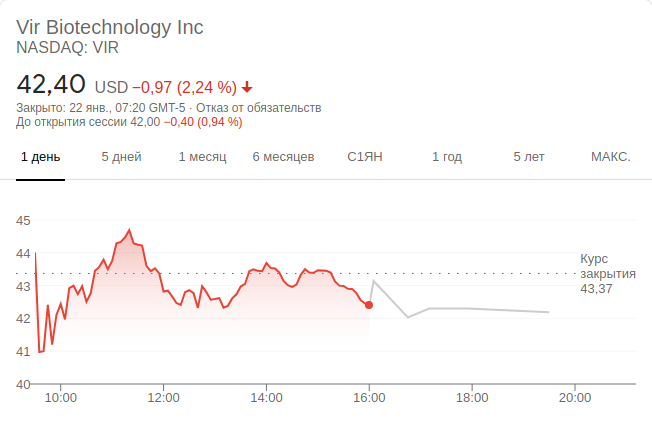 Vir Biotechnology Inc
NASDAQ: VIR
42,40 USD −0,97 (2,24 %)
Закрыто: 22 янв., 07:20 GMT-5 · Отказ от обязательств
До открытия сессии 42,00 −0,40 (0,94 %)
1 день 5 дней 1 месяц 6 месяцев С1ЯН 1 год 5 лет МАКС.
45
44
43
42
41
40
Курс
закрытия
43,37
10:00 12:00 14:00 16:00 18:00 20:00